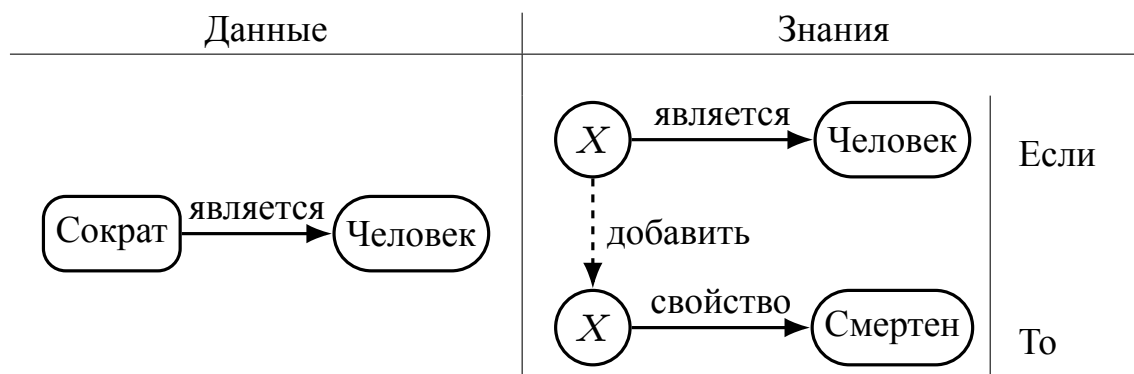 Данные
Знания
Сократ
является
Человек
X
является
Человек
Если
добавить
X
свойство
Смертен
То